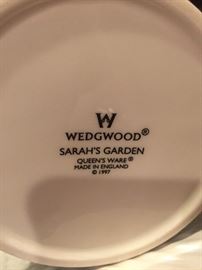 W
WEDGWOOD®
SARAH'S GARDEN
QUEEN'S WARE®
MADE IN ENGLAND
© 1997